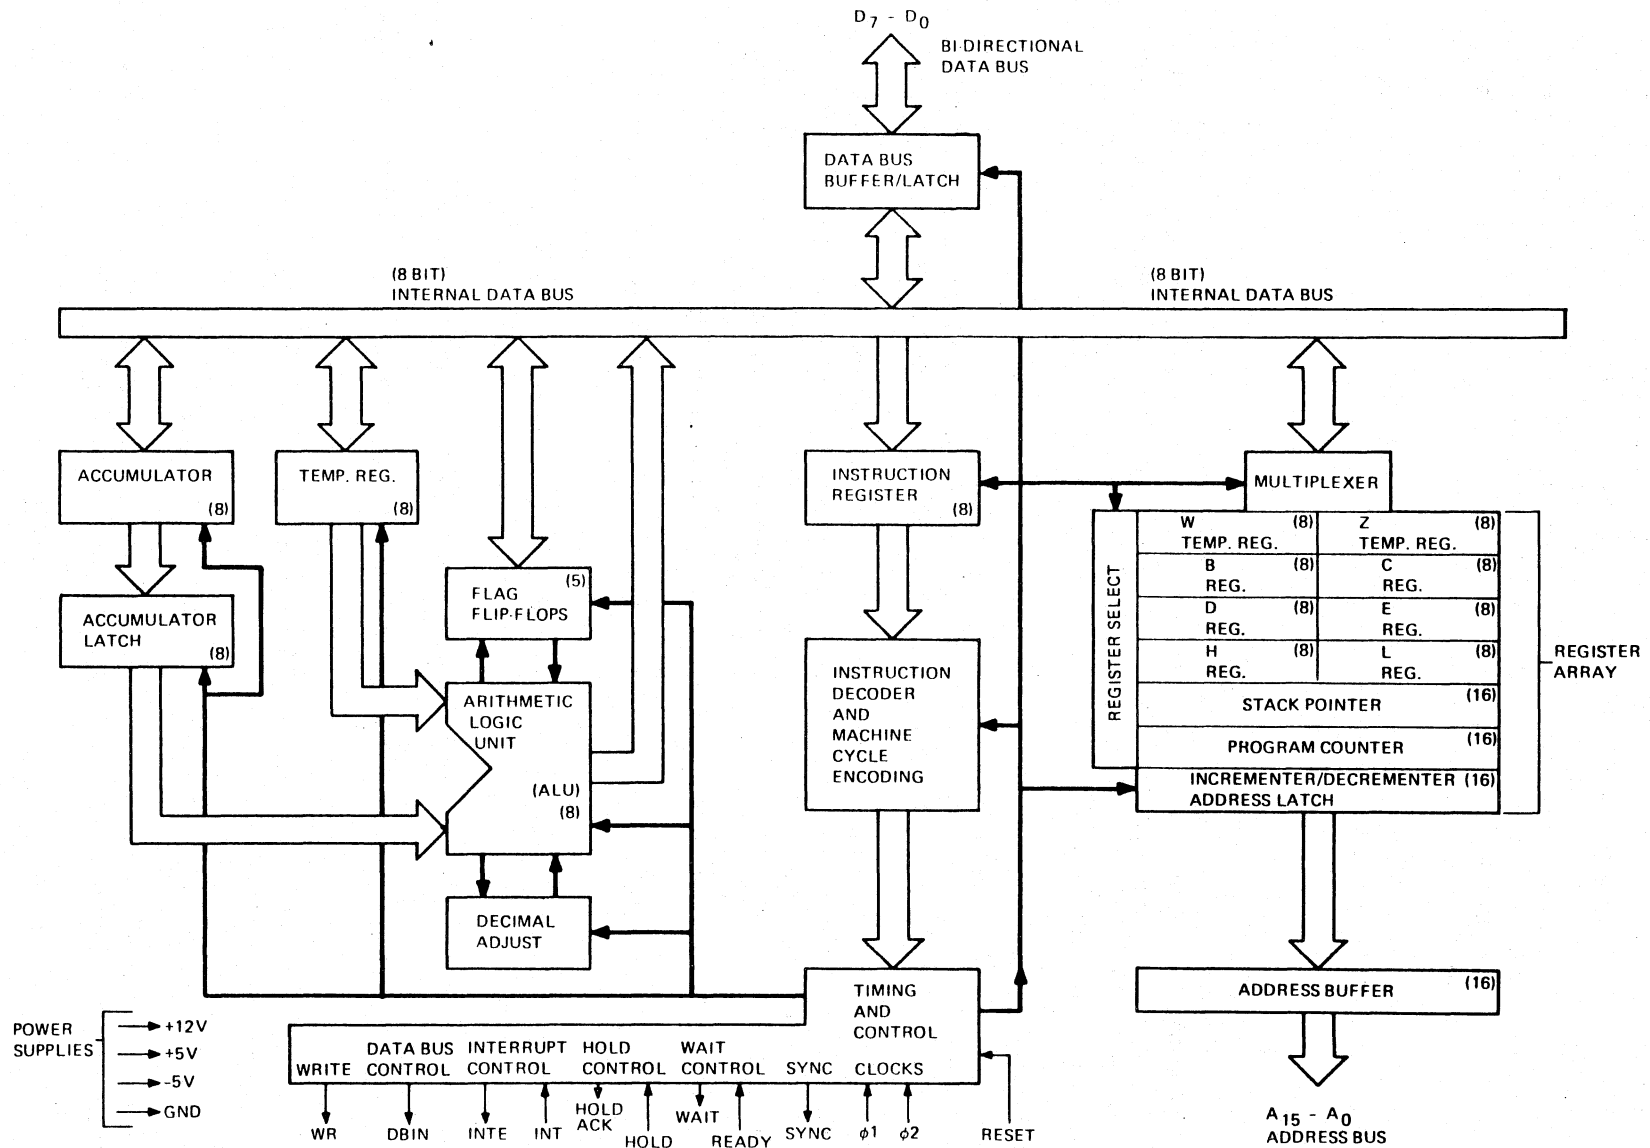 D7 - D0
BI-DIRECTIONAL
DATA BUS
DATA BUS
BUFFER/LATCH
(8 BIT)
INTERNAL DATA BUS
(8 BIT)
INTERNAL DATA BUS
ACCUMULATOR
(8)
TEMP. REG.
(8)
INSTRUCTION
REGISTER
(8)
MULTIPLEXER
ACCUMULATOR
LATCH
(8)
FLAG
FLIP-FLOPS
(5)
ARITHMETIC
LOGIC
UNIT
(ALU)
(8)
DECIMAL
ADJUST
INSTRUCTION
DECODER
AND
MACHINE
CYCLE
ENCODING
REGISTER SELECT
W (8)
TEMP. REG.
Z (8)
TEMP. REG.
B (8)
REG.
C (8)
REG.
D (8)
REG.
E (8)
REG.
H (8)
REG.
L (8)
REG.
STACK POINTER (16)
PROGRAM COUNTER (16)
INCREMENTER/DECREMENTER (16)
ADDRESS LATCH
REGISTER
ARRAY
ADDRESS BUFFER (16)
A15 - A0
ADDRESS BUS
TIMING
AND
CONTROL
POWER
SUPPLIES
+12V
+5V
-5V
GND
WRITE
DATA BUS
CONTROL
INTERRUPT
CONTROL
HOLD
CONTROL
WAIT
CONTROL
SYNC
CLOCKS
WR
DBIN
INTE
INT
HOLD
ACK
HOLD
WAIT
READY
SYNC
φ1
φ2
RESET